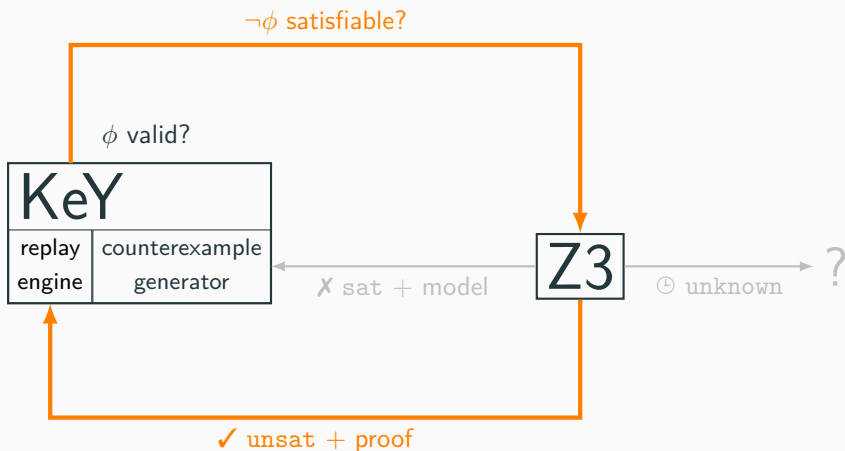 ¬ϕ satisfiable?
ϕ valid?
KeY
replay
engine
counterexample
generator
✗ sat + model
Z3
unknown
?
✓ unsat + proof